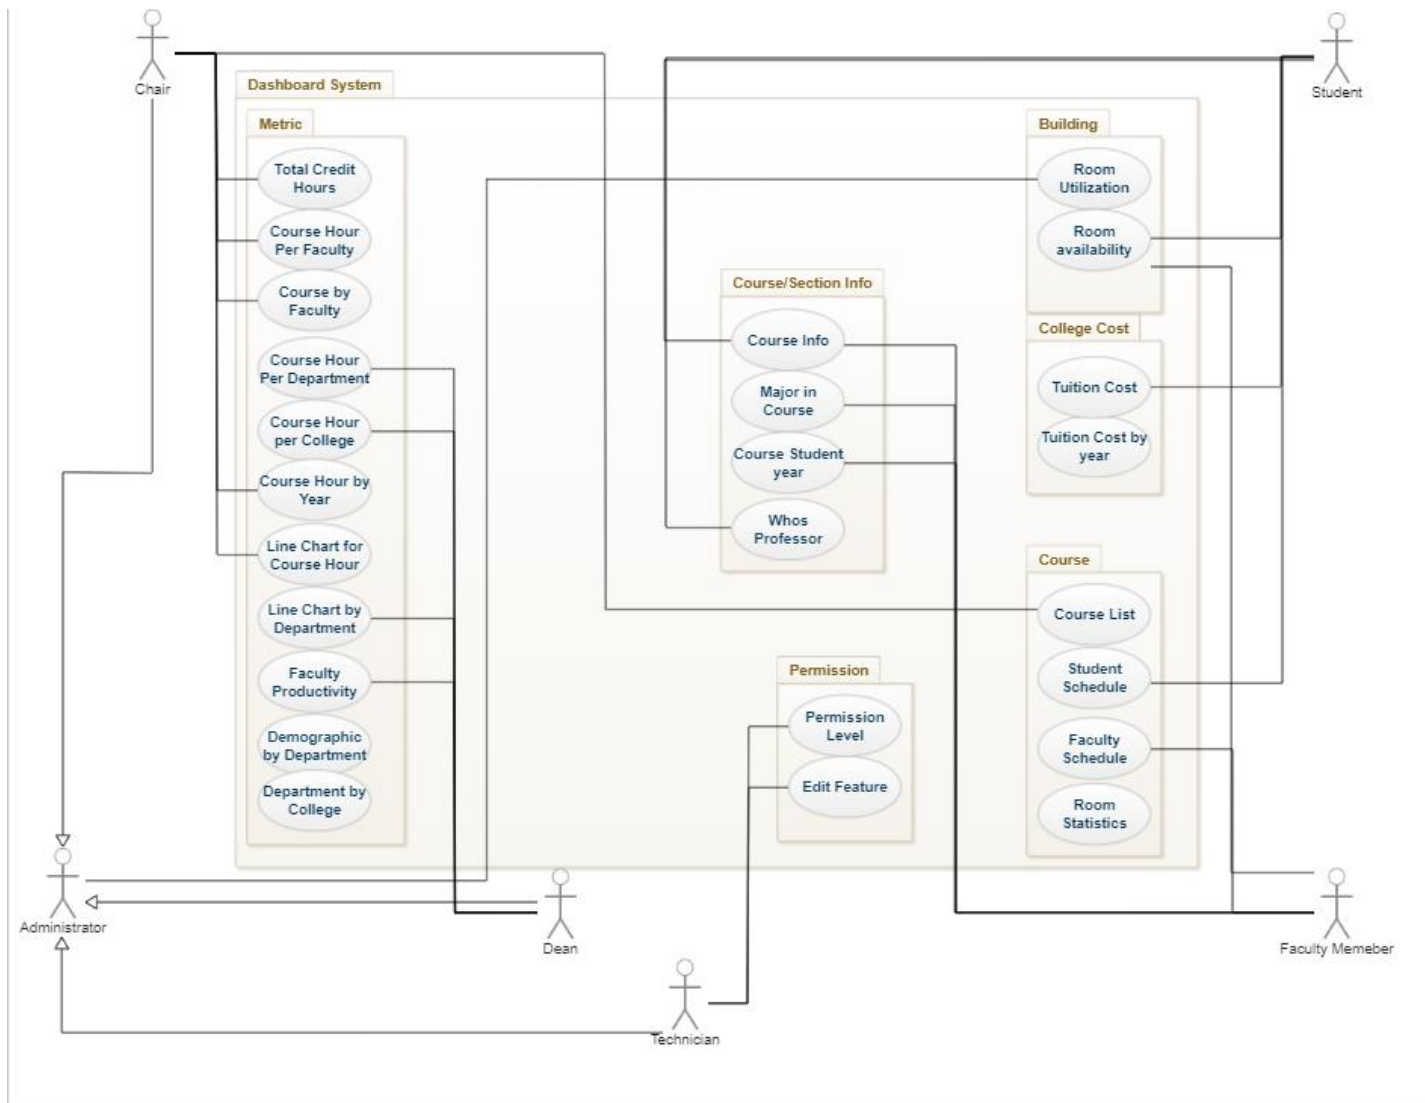 Chair
Student
Dashboard System
Metric
Total Credit
Hours
Course Hour
Per Faculty
Course by
Faculty
Course Hour
Per Department
Course Hour
per College
Course Hour by
Year
Line Chart for
Course Hour
Line Chart by
Department
Faculty
Productivity
Demographic
by Department
Department by
College
Course/Section Info
Course Info
Major in
Course
Course Student
year
Whos
Professor
Permission
Permission
Level
Edit Feature
Building
Room
Utilization
Room
availability
College Cost
Tuition Cost
Tuition Cost by
year
Course
Course List
Student
Schedule
Faculty
Schedule
Room
Statistics
Administrator
Dean
Faculty Memeber
Technician